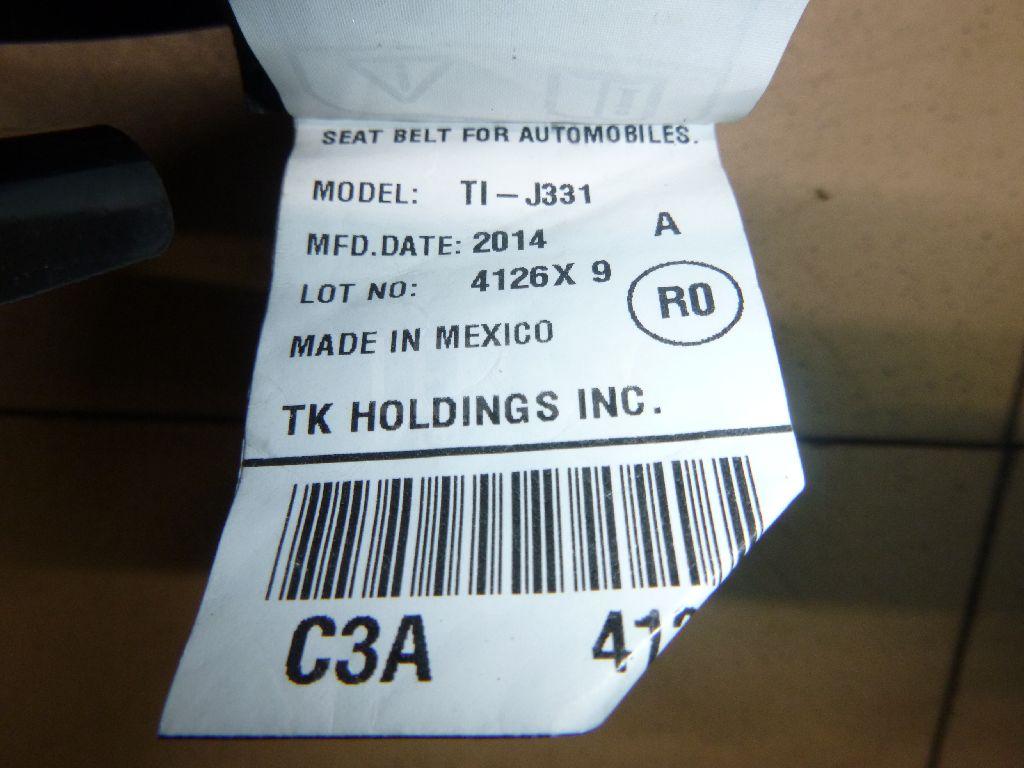 SEAT BELT FOR AUTOMOBILES.
MODEL: TI-J331
MFD.DATE: 2014 A
LOT NO: 4126X 9
R0
MADE IN MEXICO
TK HOLDINGS INC.
C3A